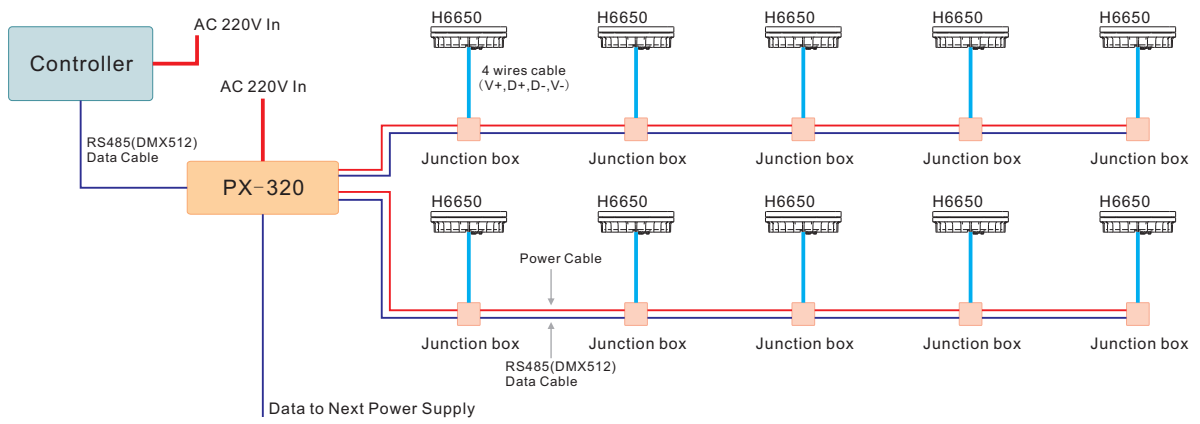 H6650 H6650 H6650 H6650 H6650
AC 220V In
Controller
4 wires cable
(V+,D+,D-,V-)
AC 220V In
RS485(DMX512)
Data Cable
Junction box Junction box Junction box Junction box Junction box
PX-320
H6650 H6650 H6650 H6650 H6650
Power Cable
Junction box Junction box Junction box Junction box Junction box
RS485(DMX512)
Data Cable
Data to Next Power Supply